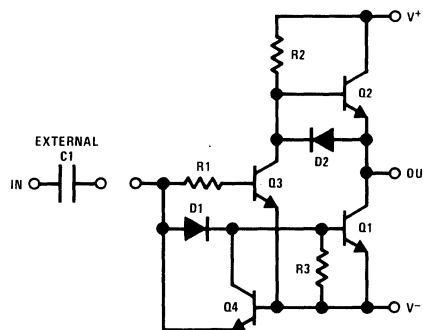 V+
R2
Q2
EXTERNAL
C1
R1
Q3
D2
IN
OU
D1
Q1
R3
Q4
V-